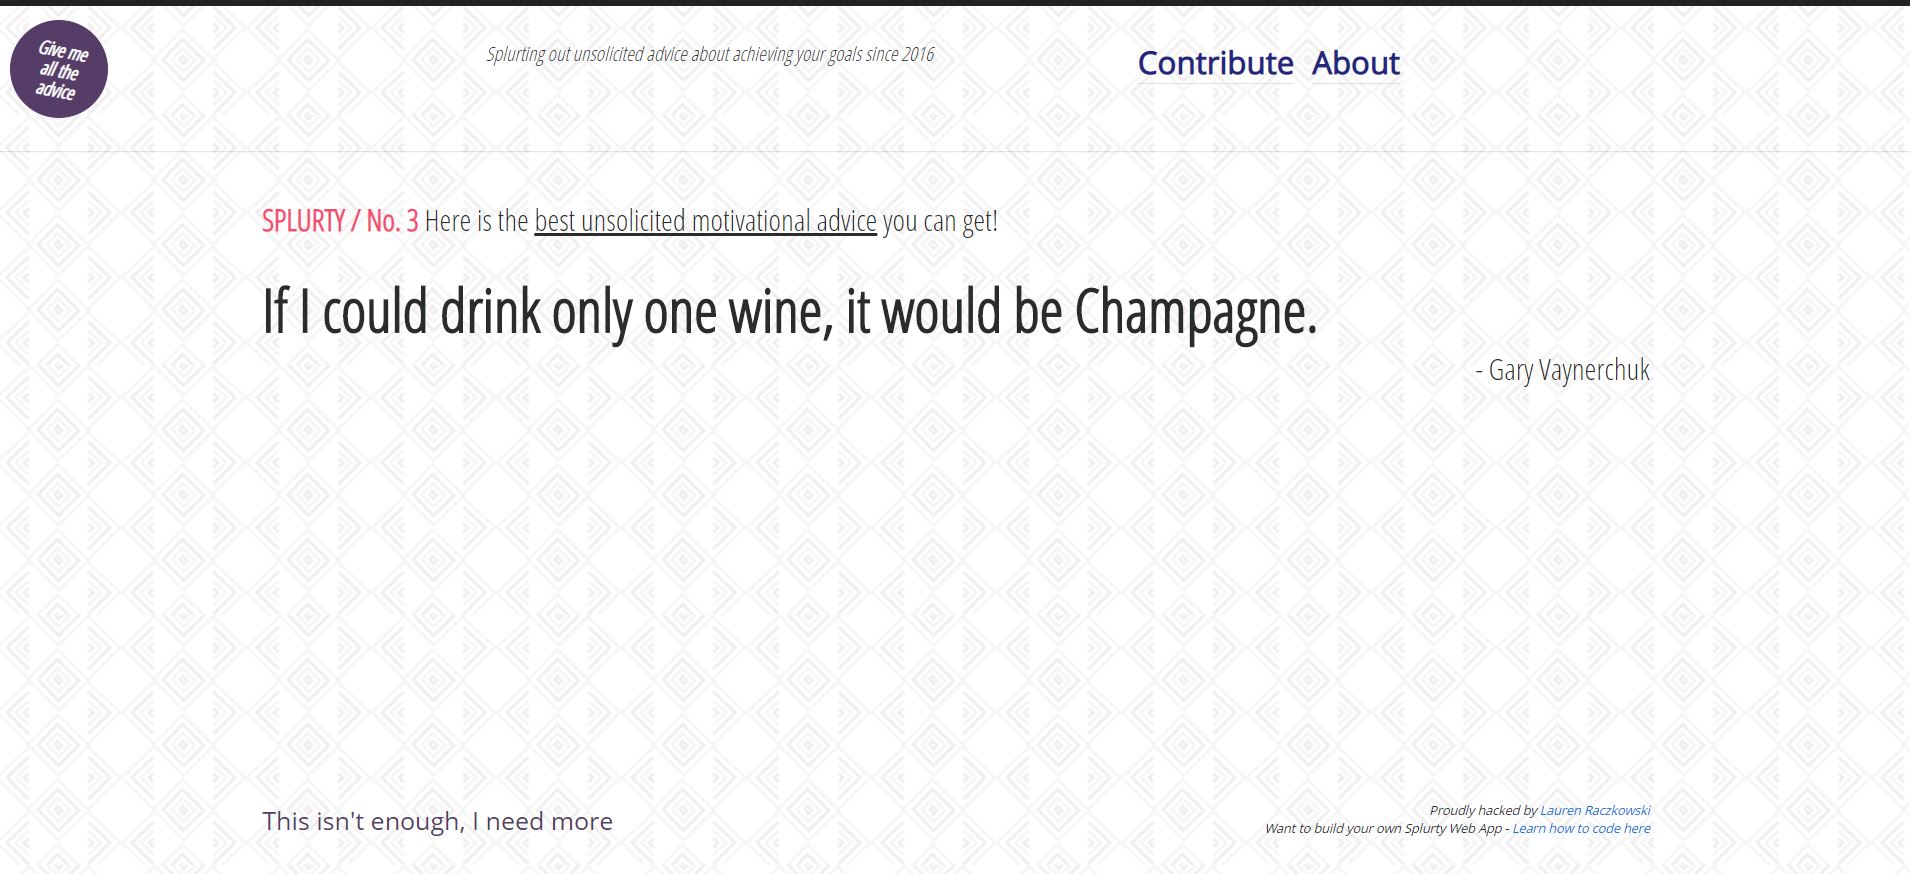 Give me
all the
advice
Splurting out unsolicited advice about achieving your goals since 2016
Contribute About
SPLURTY / No. 3 Here is the best unsolicited motivational advice you can get!
If I could drink only one wine, it would be Champagne.
- Gary Vaynerchuk
This isn't enough, I need more
Proudly hacked by Lauren Raczkowski
Want to build your own Splurty Web App - Learn how to code here